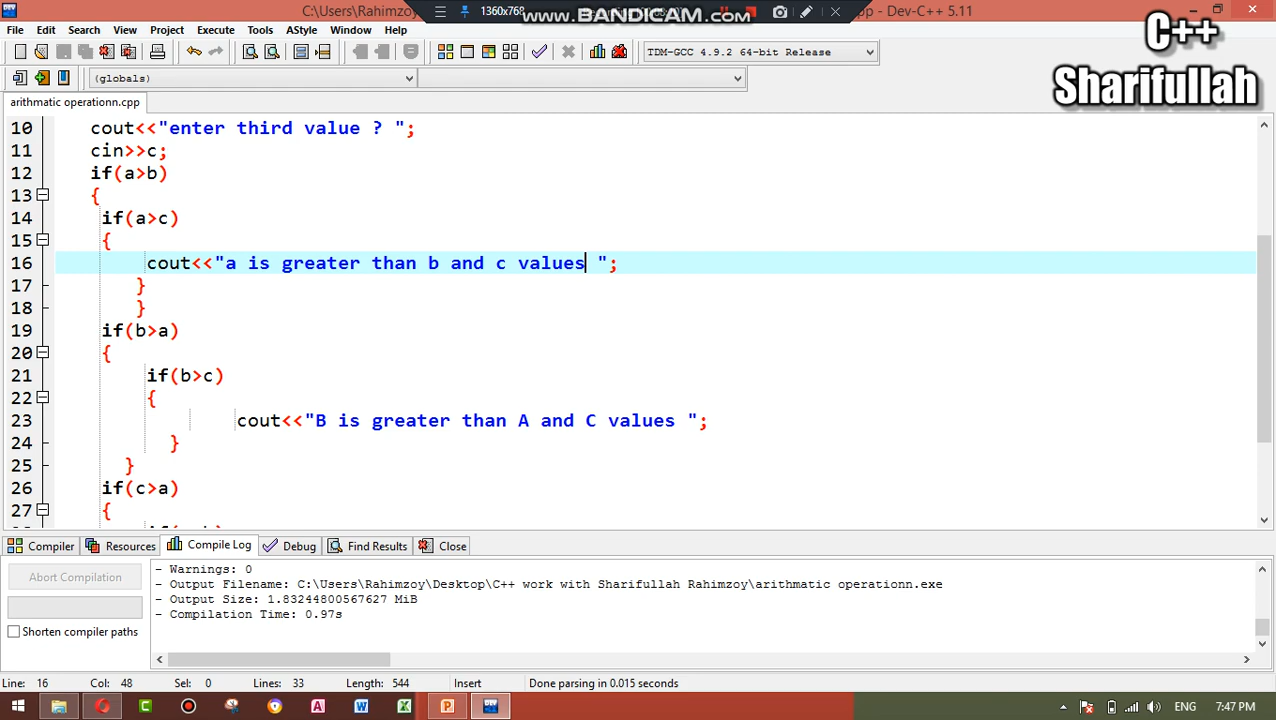 C:\Users\Rahimzoy\
1360x768
www.BANDICAM.com
pp - Dev-C++ 5.11
C++
Sharifullah
File Edit Search View Project Execute Tools AStyle Window Help
TDM-GCC 4.9.2 64-bit Release
(globals)
arithmatic operationn.cpp
10 cout<<"enter third value ? ";
11 cin>>c;
12 if(a>b)
13 {
14 if(a>c)
15 {
16 cout<<"a is greater than b and c values ";
17 }
18 }
19 if(b>a)
20 {
21 if(b>c)
22 {
23 cout<<"B is greater than A and C values ";
24 }
25 }
26 if(c>a)
27 {
Compiler Resources Compile Log Debug Find Results Close
Abort Compilation
Shorten compiler paths
- Warnings: 0
- Output Filename: C:\Users\Rahimzoy\Desktop\C++ work with Sharifullah Rahimzoy\arithmatic operationn.exe
- Output Size: 1.83244800567627 MiB
- Compilation Time: 0.97s
Line: 16 Col: 48 Sel: 0 Lines: 33 Length: 544 Insert Done parsing in 0.015 seconds
ENG 7:47 PM